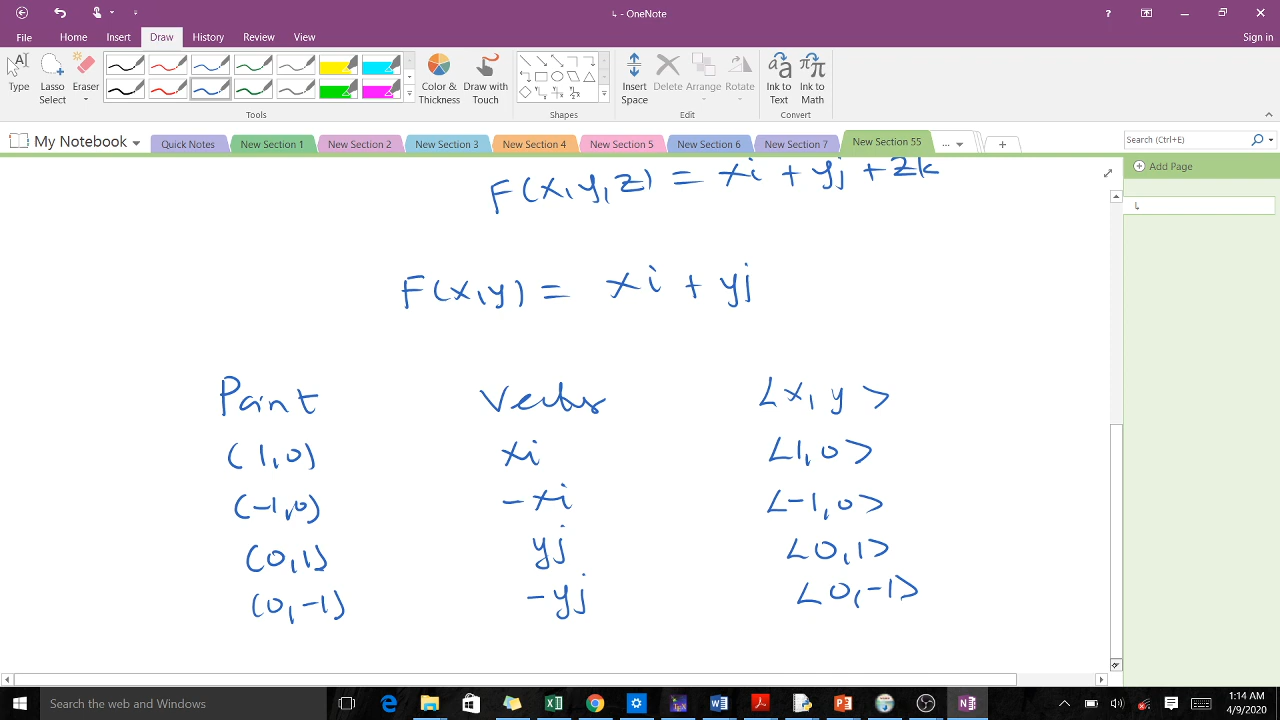 ↳ - OneNote
File Home Insert Draw History Review View Sign in
Type Lasso Select Eraser Color & Thickness Draw with Touch Insert Space Delete Arrange Rotate Ink to Text Ink to Math
Tools Shapes Edit Convert
My Notebook Quick Notes New Section 1 New Section 2 New Section 3 New Section 4 New Section 5 New Section 6 New Section 7 New Section 55 ... Search (Ctrl+E)
Add Page
↳
F(x,y,z) = xi + yj + zk
F(x,y) = xi + yj
Point Vector <x, y>
(1,0) xi <1, 0>
(-1,0) -xi <-1, 0>
(0,1) yj <0, 1>
(0,-1) -yj <0, -1>
Search the web and Windows 1:14 AM
4/9/2020